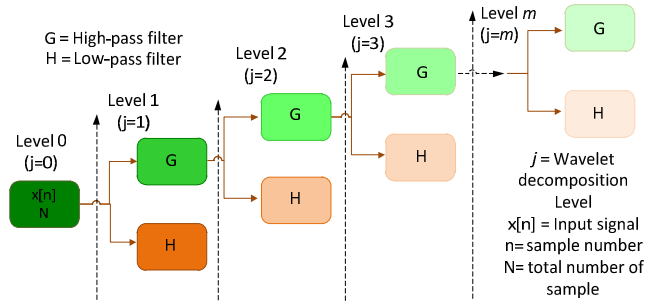 G = High-pass filter
H = Low-pass filter
Level 0
(j=0)
x[n]
N
Level 1
(j=1)
G
H
Level 2
(j=2)
G
H
Level 3
(j=3)
G
H
Level m
(j=m)
G
H
j = Wavelet
decomposition
Level
x[n] = Input signal
n= sample number
N= total number of
sample